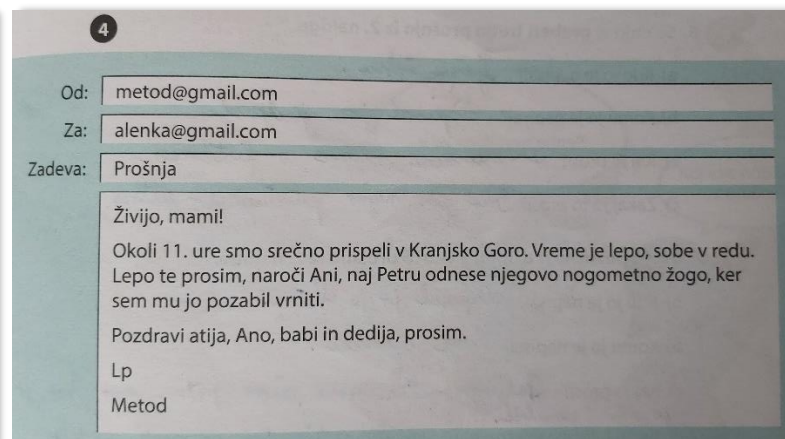 4
Od: metod@gmail.com
Za: alenka@gmail.com
Zadeva: Prošnja
Živijo, mami!
Okoli 11. ure smo srečno prispeli v Kranjsko Goro. Vreme je lepo, sobe v redu.
Lepo te prosim, naroči Ani, naj Petru odnese njegovo nogometno žogo, ker
sem mu jo pozabil vrniti.
Pozdravi atija, Ano, babi in dedija, prosim.
Lp
Metod